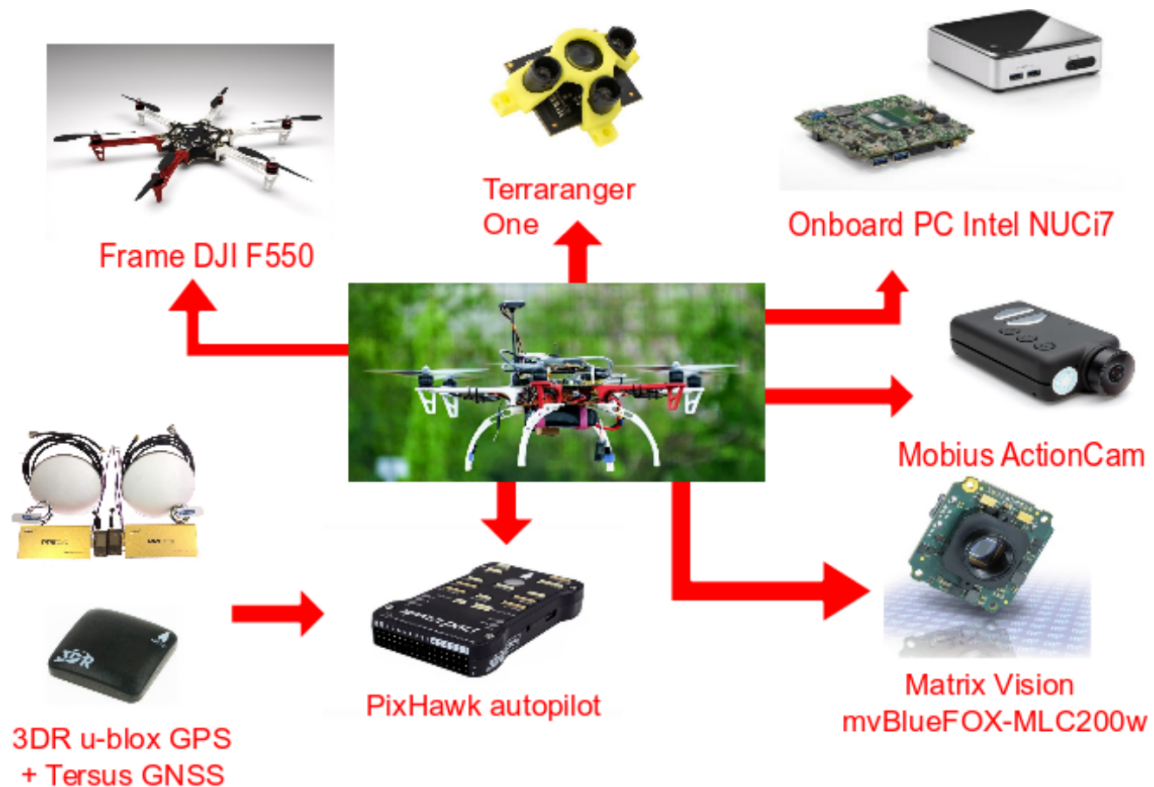 Terraranger
One
Onboard PC Intel NUCi7
Frame DJI F550
Mobius ActionCam
3DR
Matrix Vision
mvBlueFOX-MLC200w
PixHawk autopilot
3DR u-blox GPS
+ Tersus GNSS